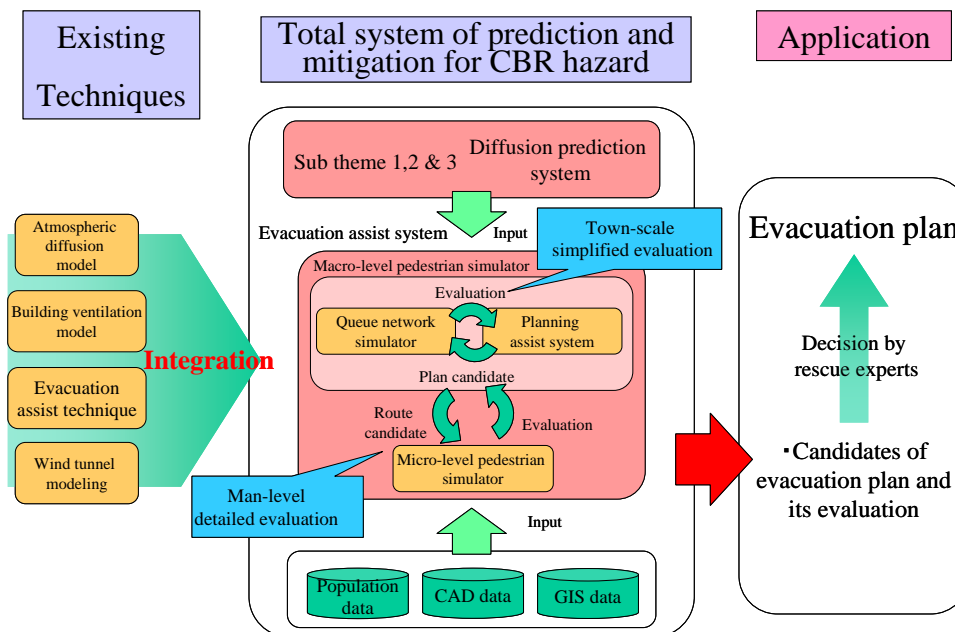 Existing
Techniques
Total system of prediction and
mitigation for CBR hazard
Application
Atmospheric
diffusion
model
Building ventilation
model
Evacuation
assist technique
Wind tunnel
modeling
Integration
Sub theme 1,2 & 3
Diffusion prediction
system
Input
Evacuation assist system
Town-scale
simplified evaluation
Macro-level pedestrian simulator
Evaluation
Queue network
simulator
Planning
assist system
Plan candidate
Route
candidate
Evaluation
Micro-level pedestrian
simulator
Man-level
detailed evaluation
Input
Population
data
CAD data
GIS data
Evacuation plan
Decision by
rescue experts
・Candidates of
evacuation plan and
its evaluation